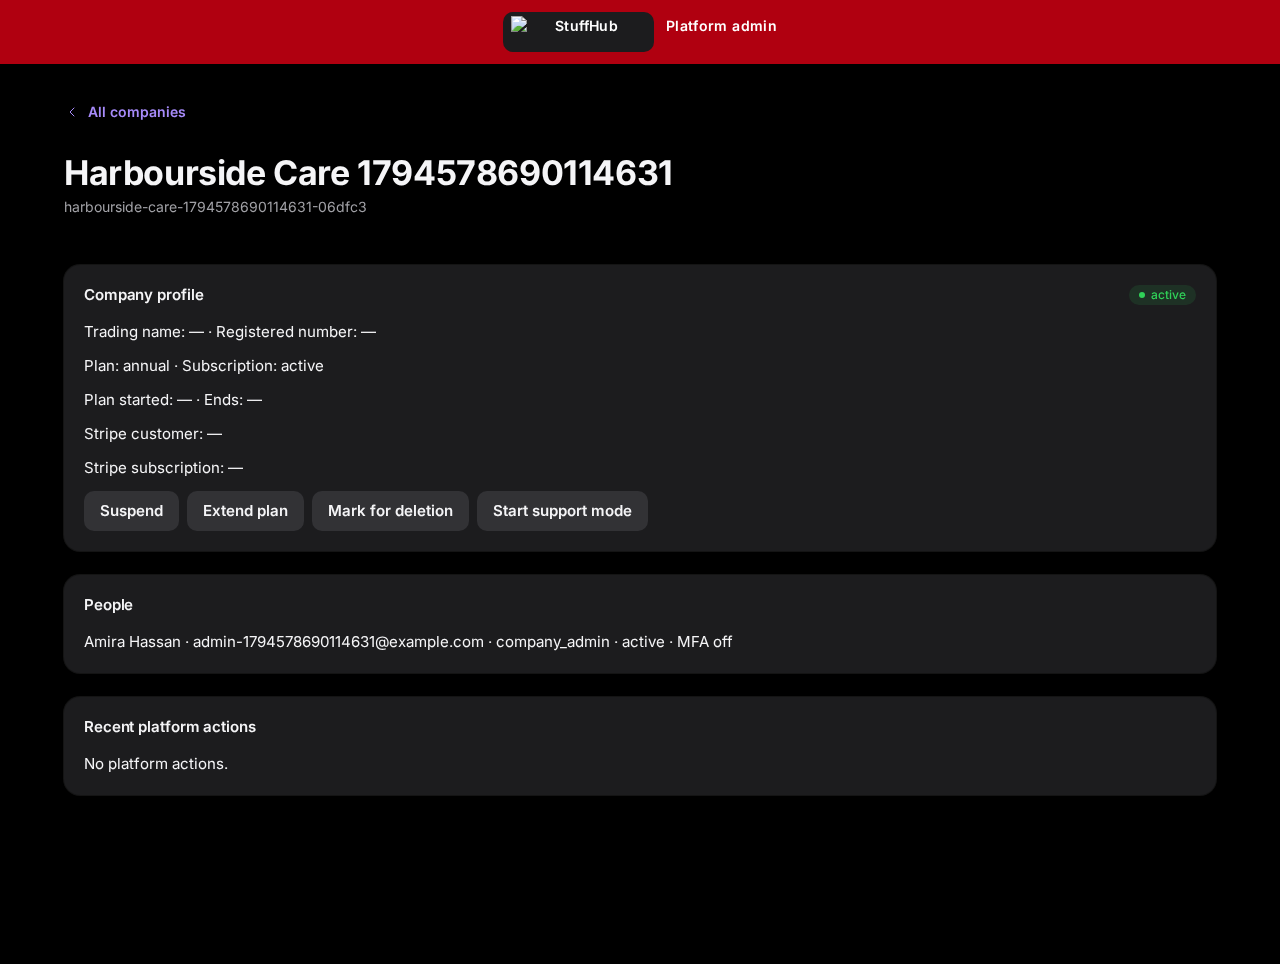 StuffHub Platform admin
All companies
Harbourside Care 1794578690114631
harbourside-care-1794578690114631-06dfc3
Company profile active
Trading name: — · Registered number: —
Plan: annual · Subscription: active
Plan started: — · Ends: —
Stripe customer: —
Stripe subscription: —
Suspend Extend plan Mark for deletion Start support mode
People
Amira Hassan · admin-1794578690114631@example.com · company_admin · active · MFA off
Recent platform actions
No platform actions.